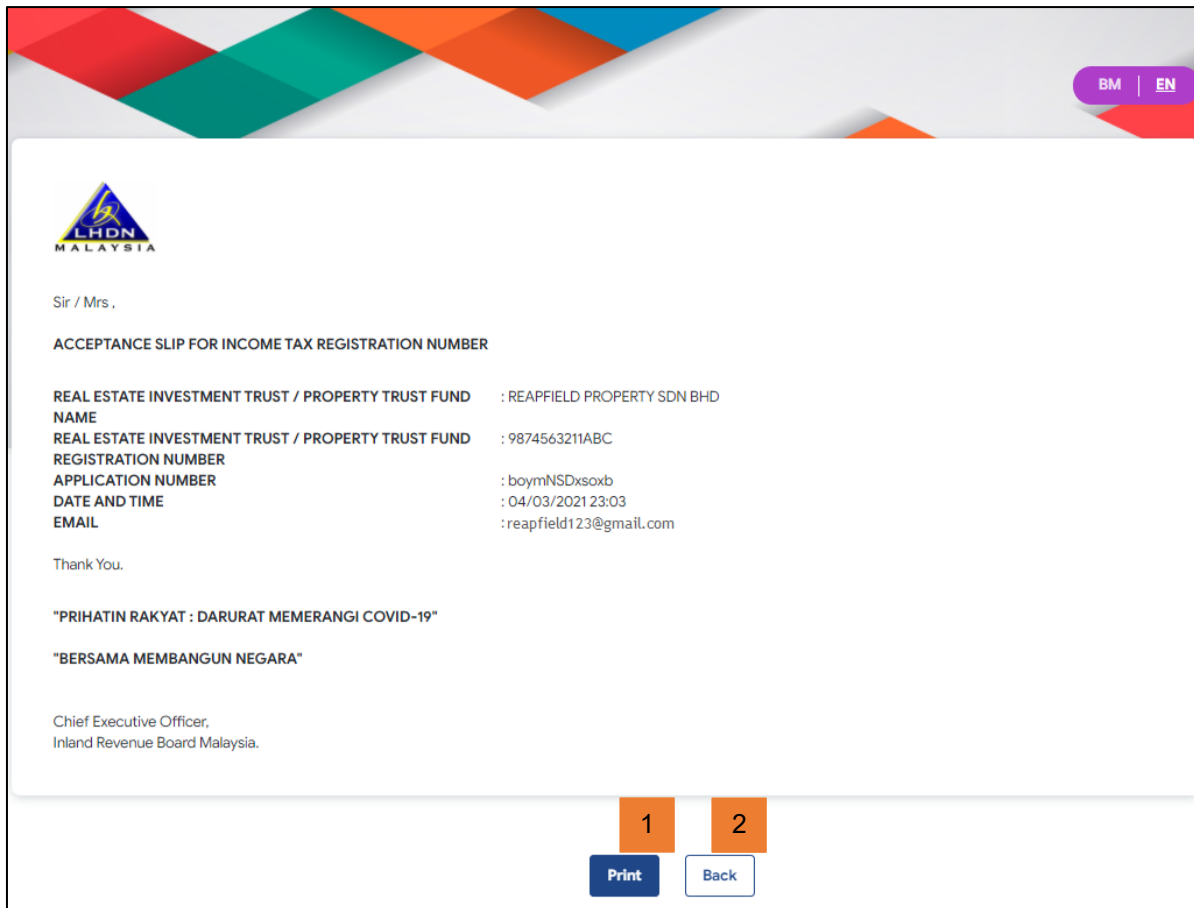 BM | EN
LHDN
MALAYSIA
Sir / Mrs ,
ACCEPTANCE SLIP FOR INCOME TAX REGISTRATION NUMBER
REAL ESTATE INVESTMENT TRUST / PROPERTY TRUST FUND : REAPFIELD PROPERTY SDN BHD
NAME
REAL ESTATE INVESTMENT TRUST / PROPERTY TRUST FUND : 9874563211ABC
REGISTRATION NUMBER
APPLICATION NUMBER : boymNSDxsoxb
DATE AND TIME : 04/03/2021 23:03
EMAIL : reapfield123@gmail.com
Thank You.
"PRIHATIN RAKYAT : DARURAT MEMERANGI COVID-19"
"BERSAMA MEMBANGUN NEGARA"
Chief Executive Officer,
Inland Revenue Board Malaysia.
1 2
Print Back